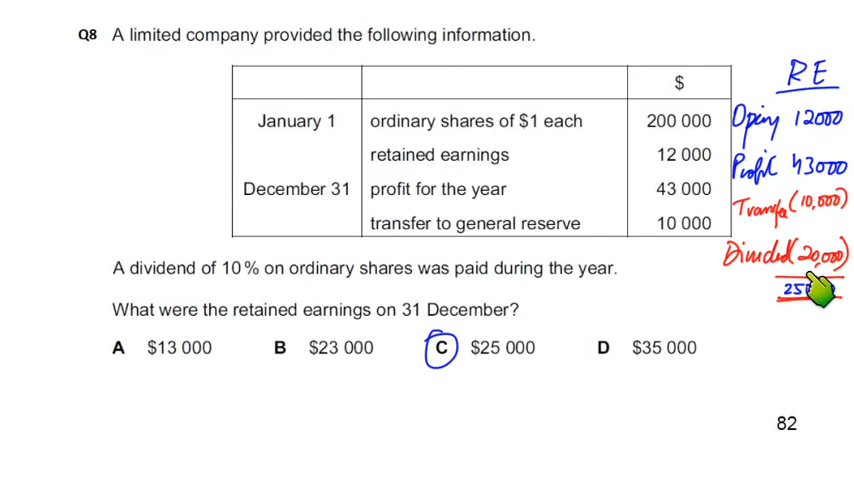 Q8 A limited company provided the following information.
$
January 1 ordinary shares of $1 each 200 000
retained earnings 12 000
December 31 profit for the year 43 000
transfer to general reserve 10 000
A dividend of 10 % on ordinary shares was paid during the year.
What were the retained earnings on 31 December?
A $13 000 B $23 000 C $25 000 D $35 000
82
RE
Opening 12000
Profit 43000
Transfer (10,000)
Divided (20,000)